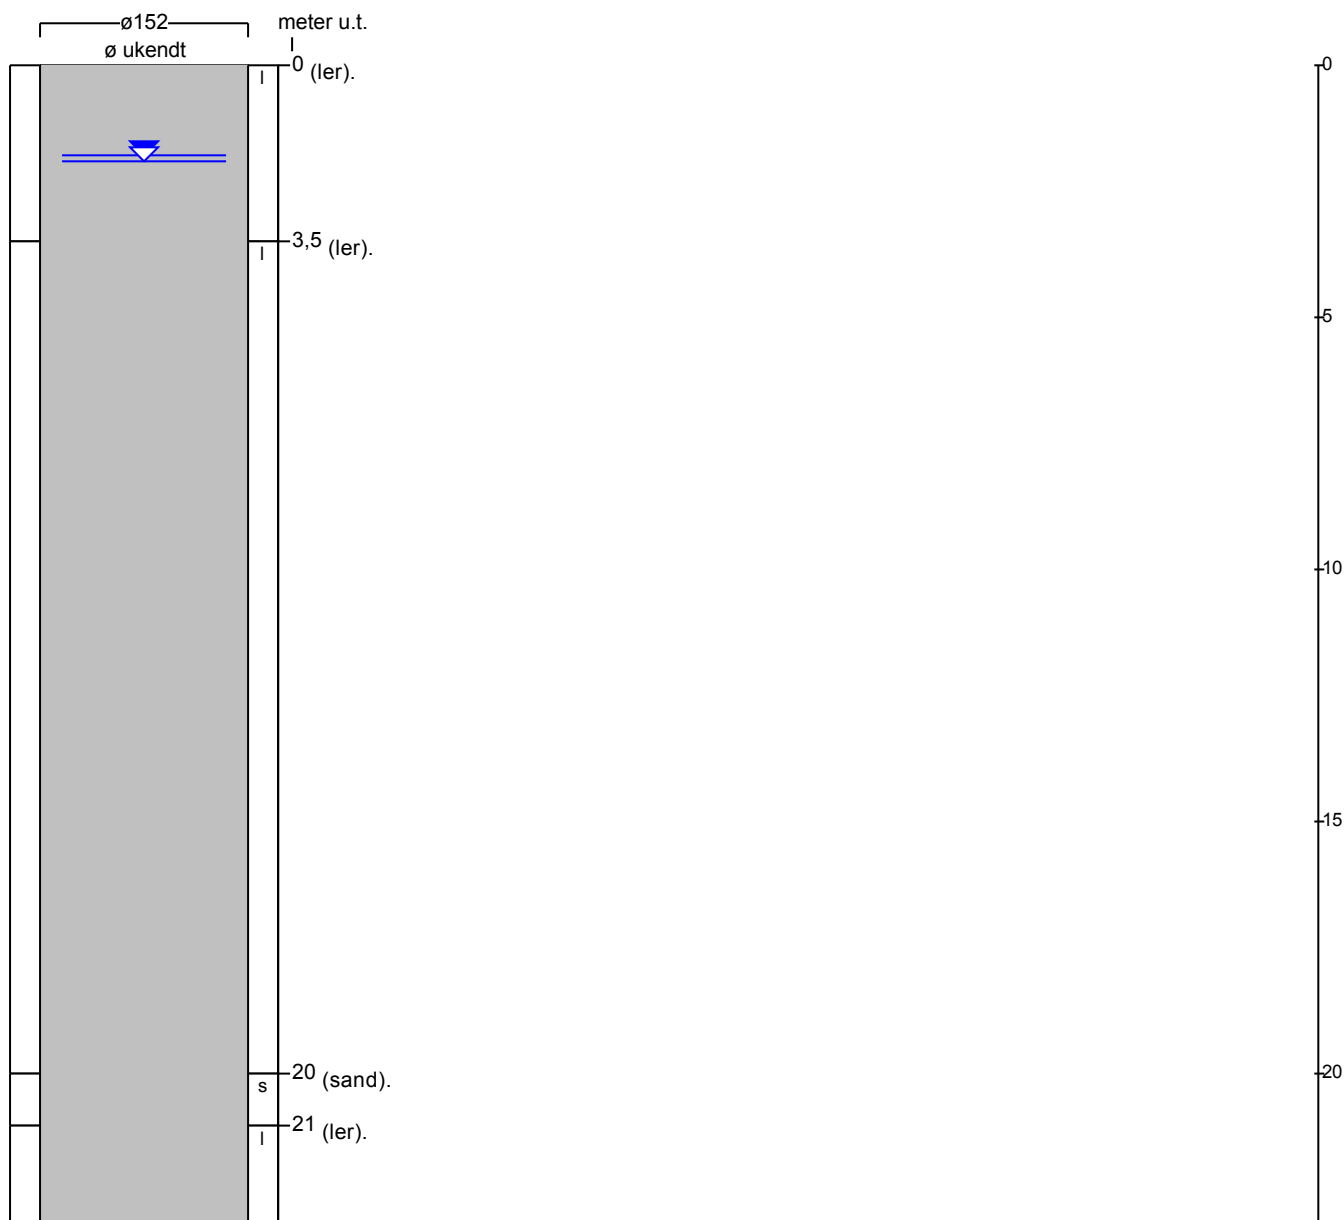 ø152 meter u.t.
ø ukendt
0 (ler). 0
l
3,5 (ler).
l
5
10
15
20 (sand). 20
s
21 (ler).
l